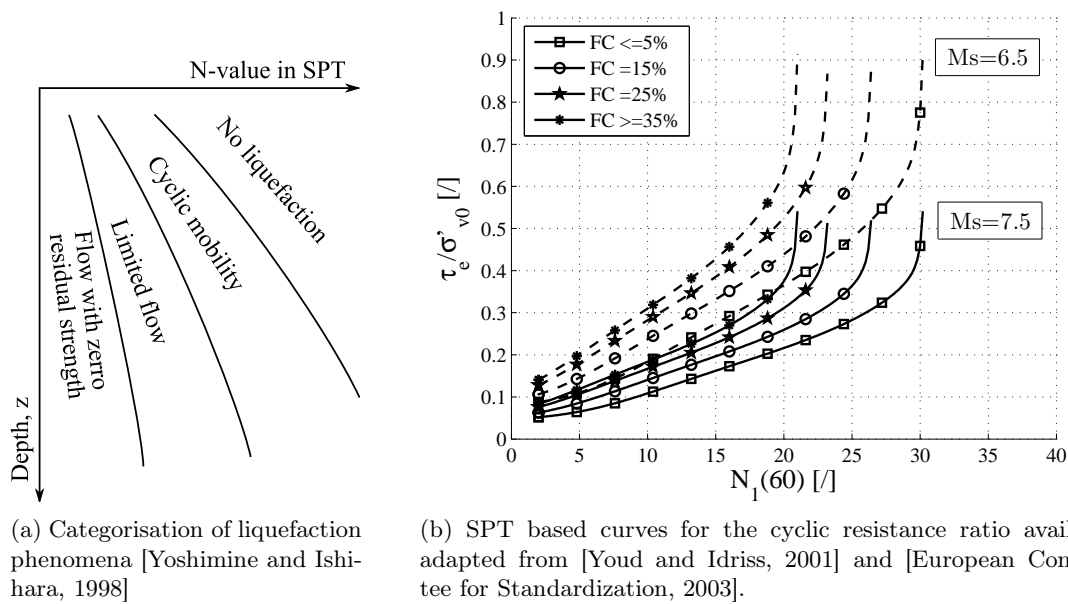 N-value in SPT
No liquefaction
Cyclic mobility
Limited flow
Flow with zerro
residual strength
Depth, z
(a) Categorisation of liquefaction
phenomena [Yoshimine and Ishi-
hara, 1998]
1
0.9
0.8
0.7
0.6
0.5
0.4
0.3
0.2
0.1
0
τe/σ'v0 [/]
FC <=5%
FC =15%
FC =25%
FC >=35%
Ms=6.5
Ms=7.5
0 5 10 15 20 25 30 35 40
N1(60) [/]
(b) SPT based curves for the cyclic resistance ratio avai
adapted from [Youd and Idriss, 2001] and [European Con
tee for Standardization, 2003].